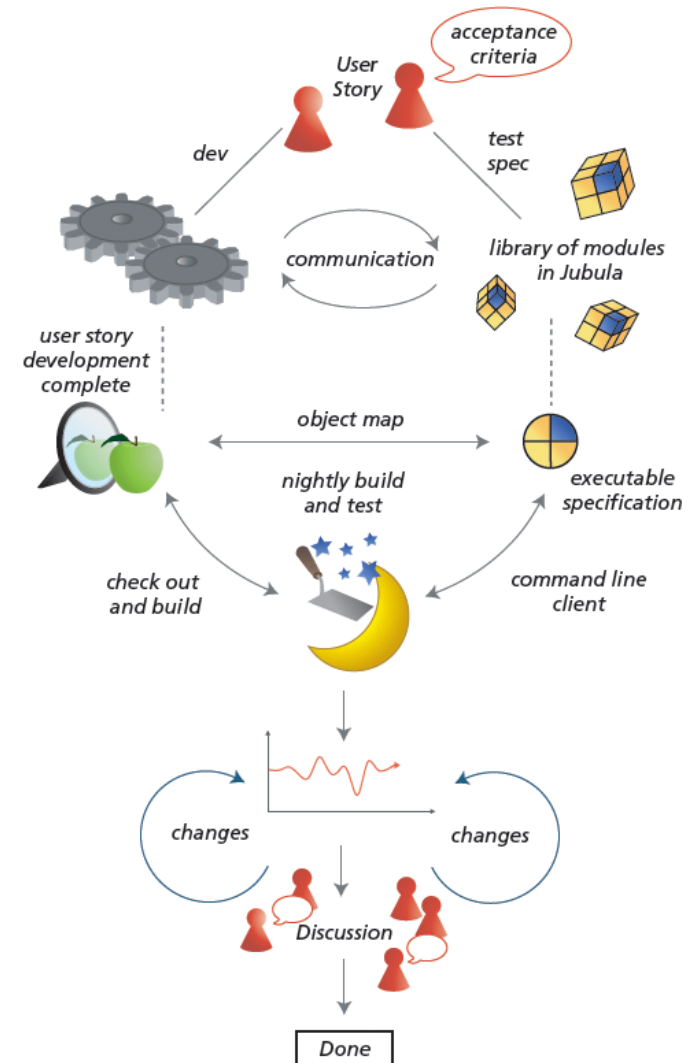 acceptance
criteria
User
Story
dev
test
spec
communication
library of modules
in Jubula
user story
development
complete
object map
nightly build
and test
executable
specification
check out
and build
command line
client
changes
changes
Discussion
Done